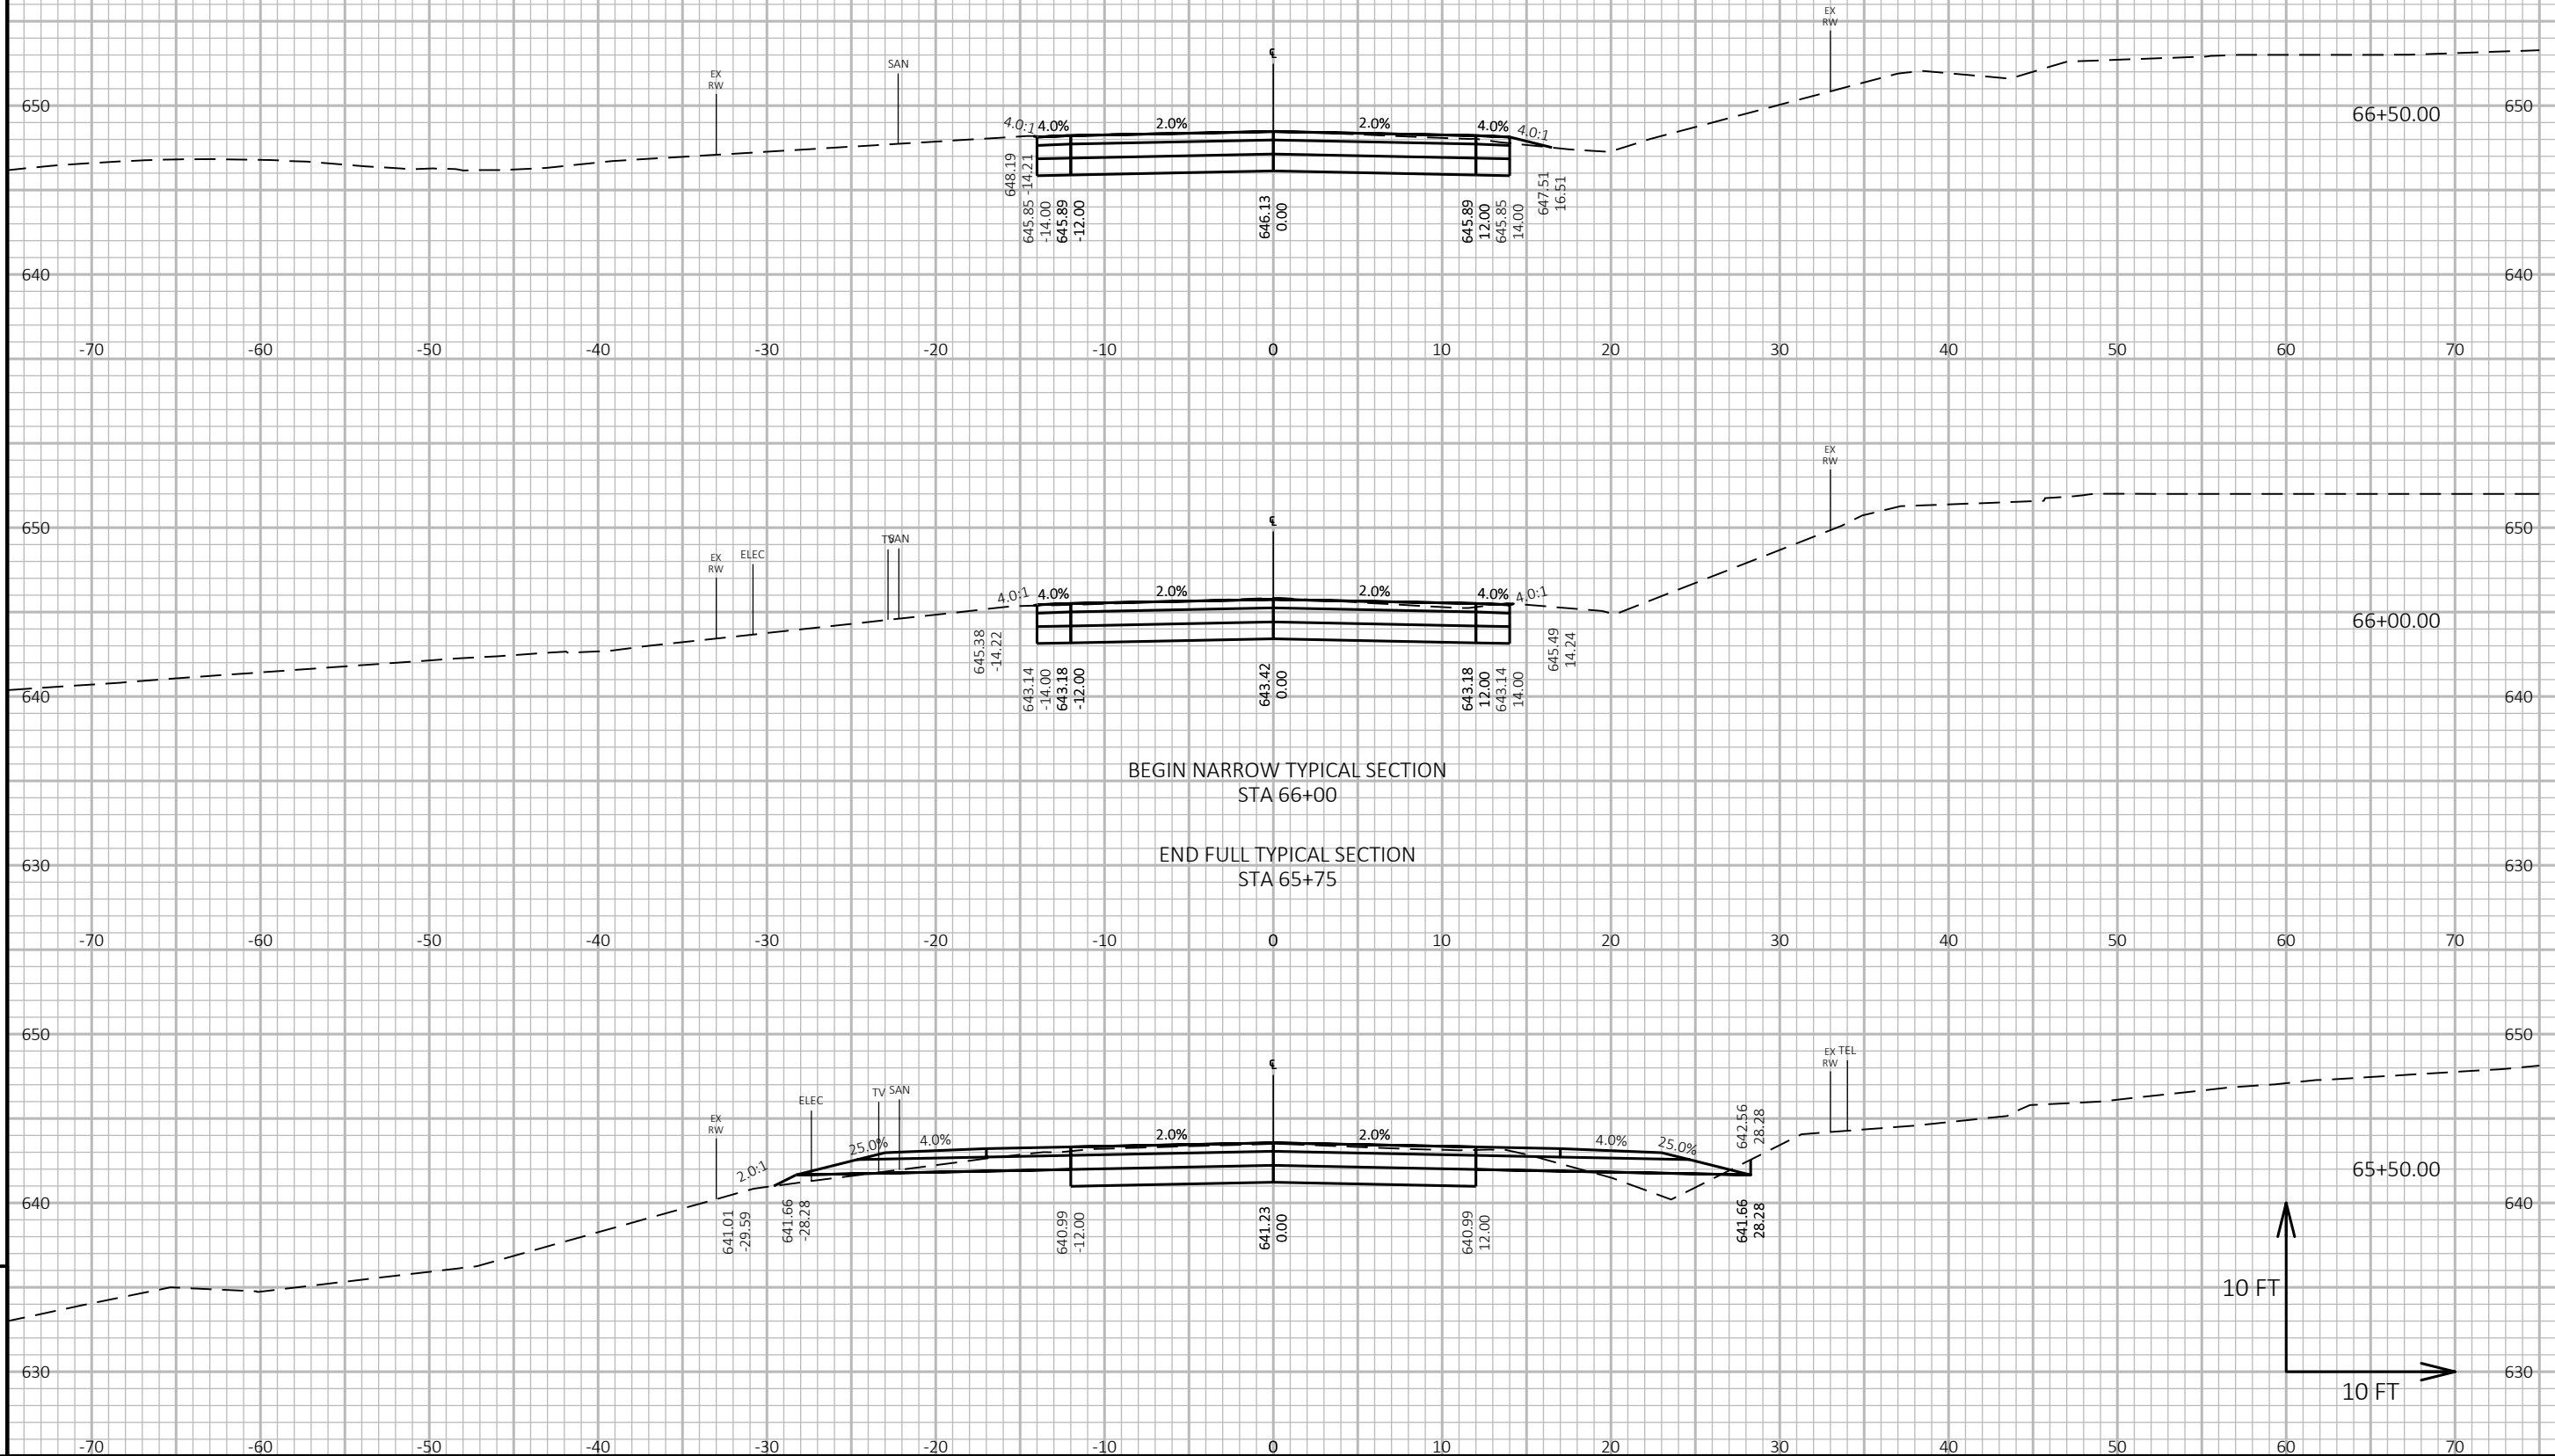 EX
RW
℄
SAN
EX
RW
4.0:1 4.0% 2.0% 2.0% 4.0% 4.0:1
650 66+50.00 650
648.19
-14.21
647.51
16.51
645.85
-14.00
645.89
-12.00
646.13
0.00
645.89
12.00
645.85
14.00
640 640
-70 -60 -50 -40 -30 -20 -10 0 10 20 30 40 50 60 70
EX
RW
℄
650 650
TV SAN
ELEC
EX
RW
4.0:1 4.0% 2.0% 2.0% 4.0% 4.0:1
66+00.00
645.38
-14.22
645.49
14.24
643.14
-14.00
643.18
-12.00
643.42
0.00
643.18
12.00
643.14
14.00
640 640
BEGIN NARROW TYPICAL SECTION
STA 66+00
END FULL TYPICAL SECTION
STA 65+75
630 630
-70 -60 -50 -40 -30 -20 -10 0 10 20 30 40 50 60 70
650 650
℄
EX TEL
RW
ELEC TV SAN
EX
RW
2.0:1 25.0% 4.0% 2.0% 2.0% 4.0% 25.0%
642.56
28.28
65+50.00
640 640
641.01
-29.59
641.66
-28.28
640.99
-12.00
641.23
0.00
640.99
12.00
641.66
28.28
10 FT
630 630
10 FT
-70 -60 -50 -40 -30 -20 -10 0 10 20 30 40 50 60 70